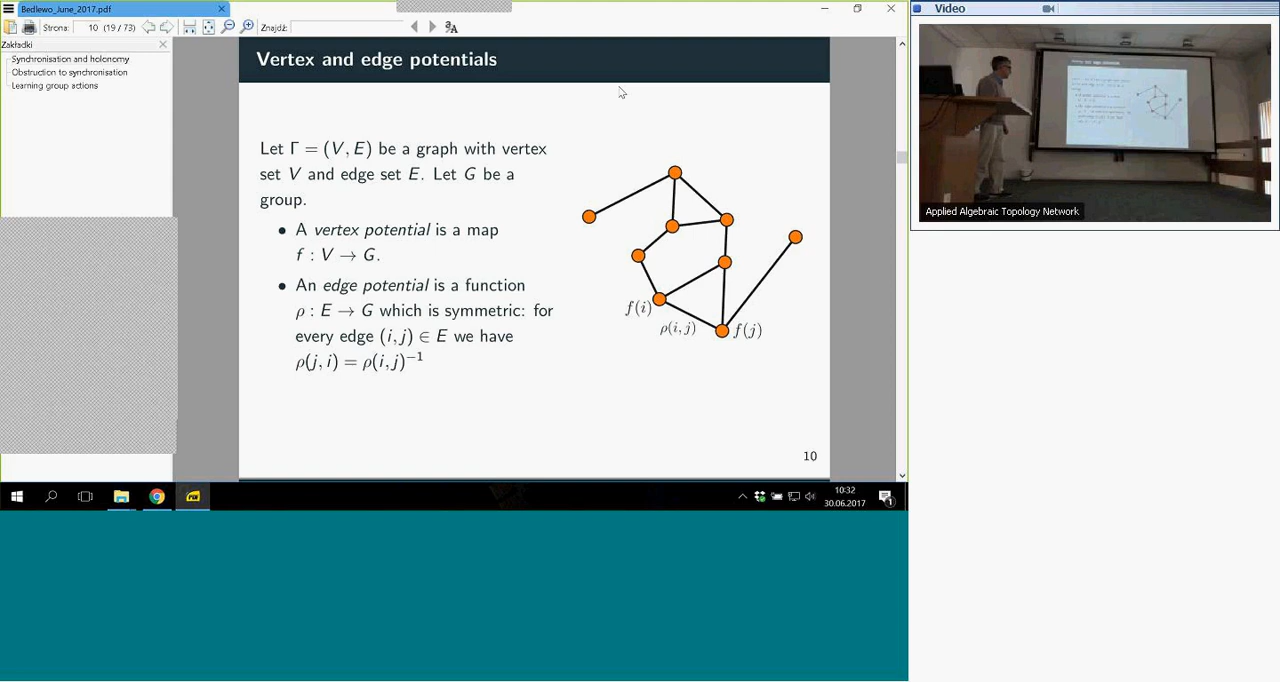 Bedlewo_June_2017.pdf
Strona:
10 (19 / 73)
Znajdź:
Zakładki
Synchronisation and holonomy
Obstruction to synchronisation
Learning group actions
Vertex and edge potentials
Let Γ = (V, E) be a graph with vertex
set V and edge set E. Let G be a
group.
• A vertex potential is a map
f : V → G.
• An edge potential is a function
ρ : E → G which is symmetric: for
every edge (i, j) ∈ E we have
ρ(j, i) = ρ(i, j)⁻¹
f(i)
ρ(i, j)
f(j)
10
10:32
30.06.2017
Video
Applied Algebraic Topology Network